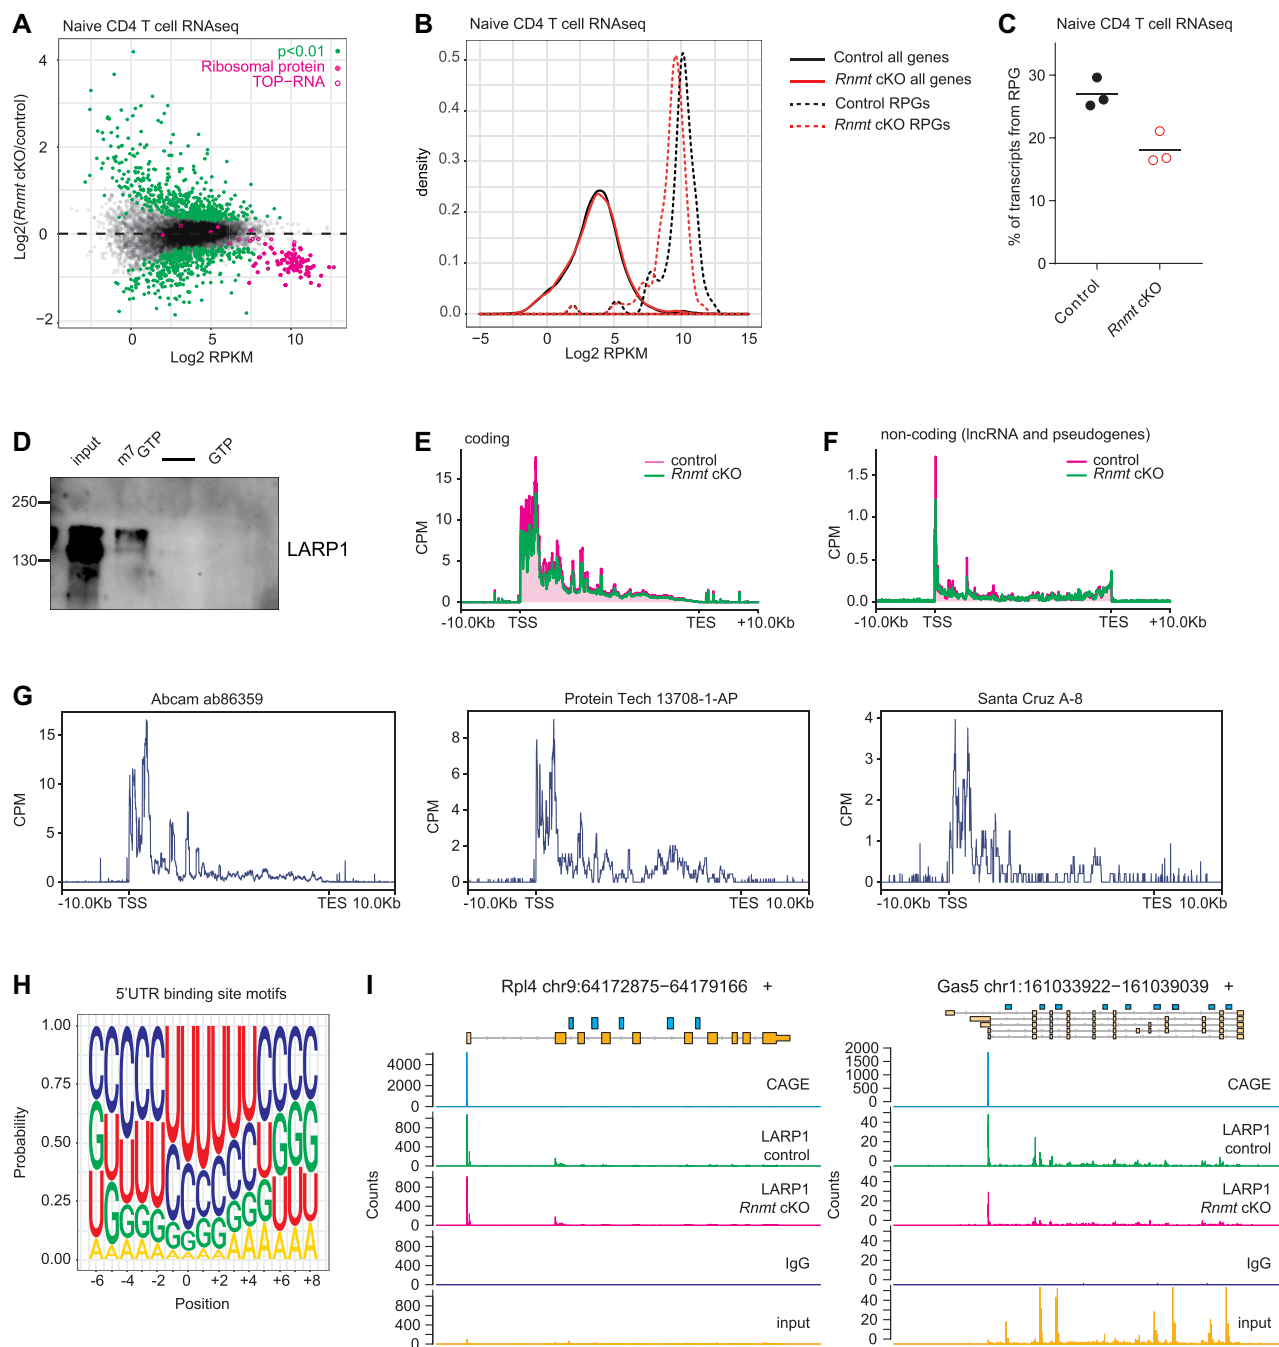 A
Naive CD4 T cell RNAseq
p<0.01
Ribosomal protein
TOP−RNA
Log2(Rnmt cKO/control)
4
2
0
−2
0
5
10
Log2 RPKM
B
Naive CD4 T cell RNAseq
density
0.5
0.4
0.3
0.2
0.1
0.0
−5
0
5
10
15
Log2 RPKM
Control all genes
Rnmt cKO all genes
Control RPGs
Rnmt cKO RPGs
C
Naive CD4 T cell RNAseq
% of transcripts from RPG
30
20
10
0
Control
Rnmt cKO
D
input
m7GTP
GTP
250
130
LARP1
E
coding
control
Rnmt cKO
CPM
15
10
5
0
-10.0Kb
TSS
TES
+10.0Kb
F
non-coding (lncRNA and pseudogenes)
control
Rnmt cKO
CPM
1.5
1.0
0.5
0.0
-10.0Kb
TSS
TES
+10.0Kb
G
Abcam ab86359
CPM
15
10
5
0
-10.0Kb TSS
TES 10.0Kb
Protein Tech 13708-1-AP
CPM
8
6
4
2
0
-10.0Kb
TSS
TES 10.0Kb
Santa Cruz A-8
CPM
4
3
2
1
0
-10.0Kb TSS
TES 10.0Kb
H
5'UTR binding site motifs
Probability
1.00
0.75
0.50
0.25
0.00
-6
-4
-2
0
+2
+4
+6
+8
Position
I
Rpl4 chr9:64172875−64179166 +
Counts
4000
2000
0
CAGE
800
400
0
LARP1
control
800
400
0
LARP1
Rnmt cKO
800
400
0
IgG
800
400
0
input
Gas5 chr1:161033922−161039039 +
Counts
2000
1500
1000
500
0
CAGE
40
20
0
LARP1
control
40
20
0
LARP1
Rnmt cKO
40
20
0
IgG
40
20
0
input